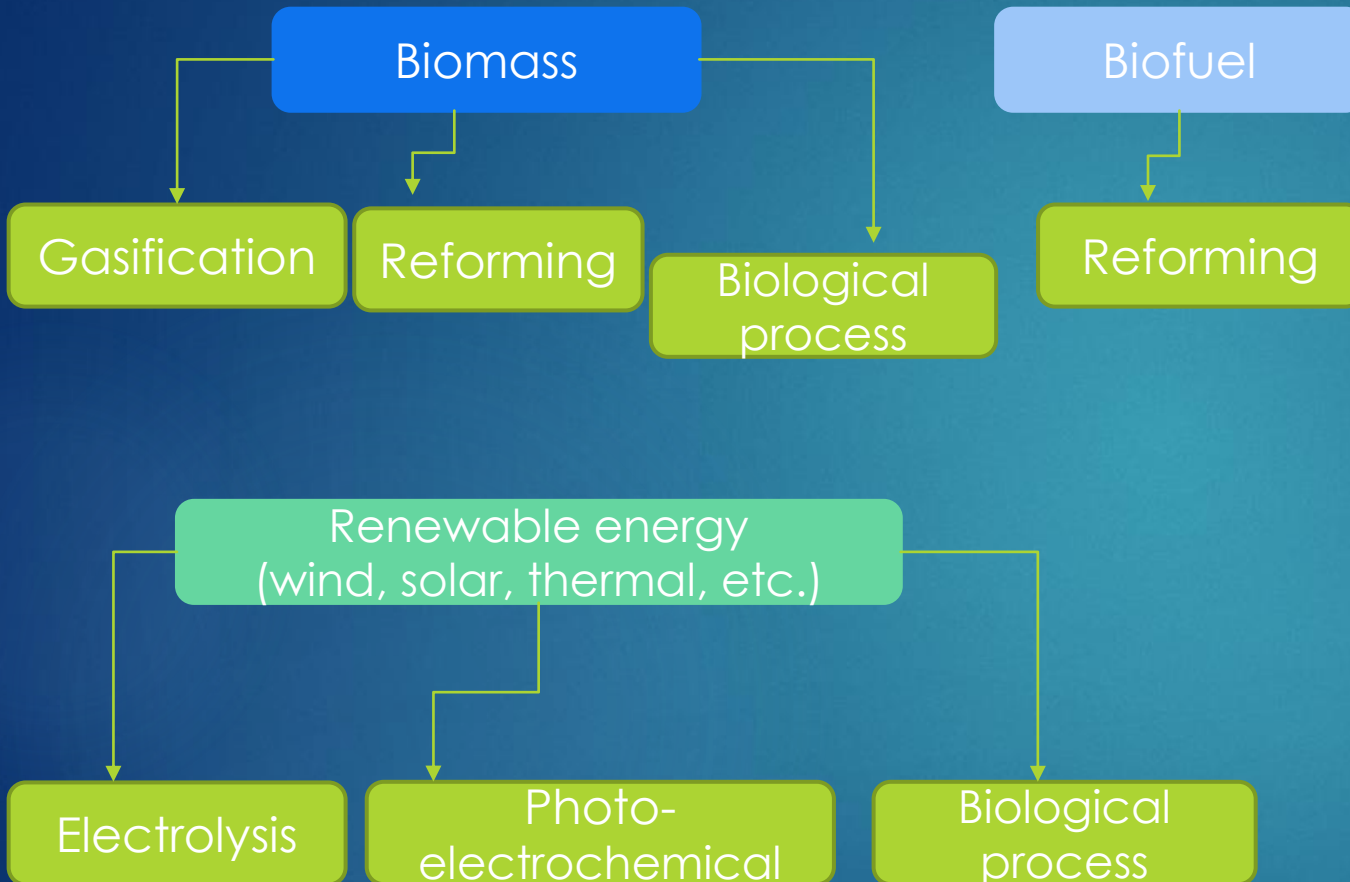 Biomass
Biofuel
Gasification
Reforming
Biological
process
Reforming
Renewable energy
(wind, solar, thermal, etc.)
Electrolysis
Photo-
electrochemical
Biological
process